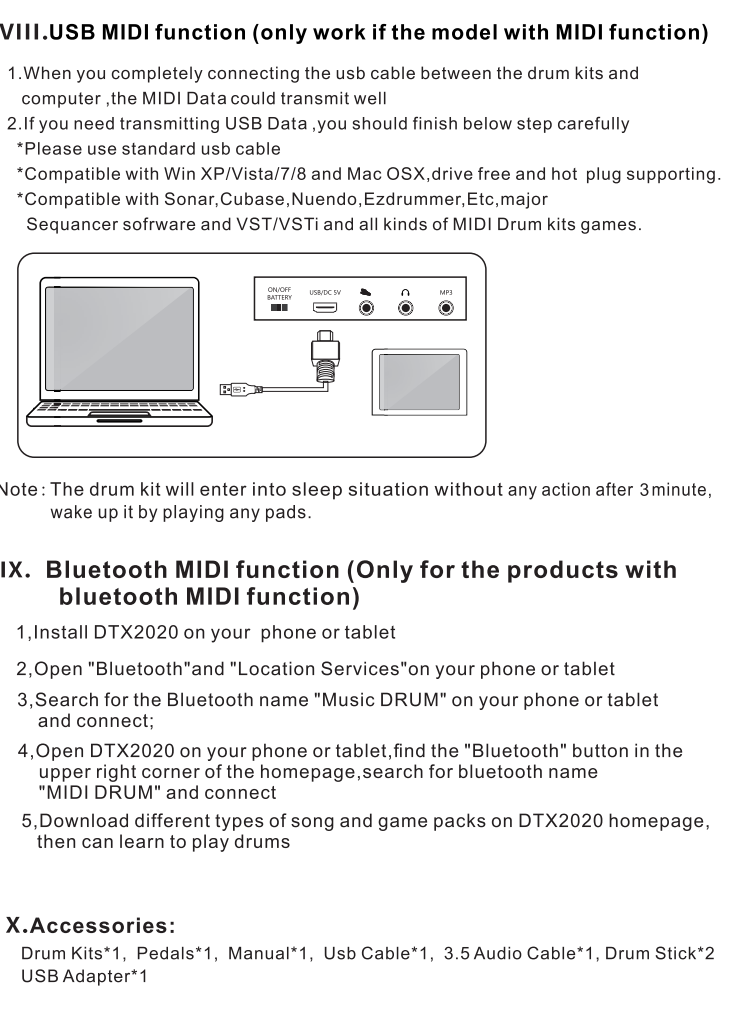 VIII.USB MIDI function (only work if the model with MIDI function)
1.When you completely connecting the usb cable between the drum kits and
computer ,the MIDI Data could transmit well
2.If you need transmitting USB Data ,you should finish below step carefully
*Please use standard usb cable
*Compatible with Win XP/Vista/7/8 and Mac OSX,drive free and hot plug supporting.
*Compatible with Sonar,Cubase,Nuendo,Ezdrummer,Etc,major
Sequancer sofrware and VST/VSTi and all kinds of MIDI Drum kits games.
ON/OFF
BATTERY
USB/DC 5V
MP3
Note : The drum kit will enter into sleep situation without any action after 3 minute,
wake up it by playing any pads.
IX. Bluetooth MIDI function (Only for the products with
bluetooth MIDI function)
1,Install DTX2020 on your phone or tablet
2,Open "Bluetooth"and "Location Services"on your phone or tablet
3,Search for the Bluetooth name "Music DRUM" on your phone or tablet
and connect;
4,Open DTX2020 on your phone or tablet,find the "Bluetooth" button in the
upper right corner of the homepage,search for bluetooth name
"MIDI DRUM" and connect
5,Download different types of song and game packs on DTX2020 homepage,
then can learn to play drums
X.Accessories:
Drum Kits*1, Pedals*1, Manual*1, Usb Cable*1, 3.5 Audio Cable*1, Drum Stick*2
USB Adapter*1